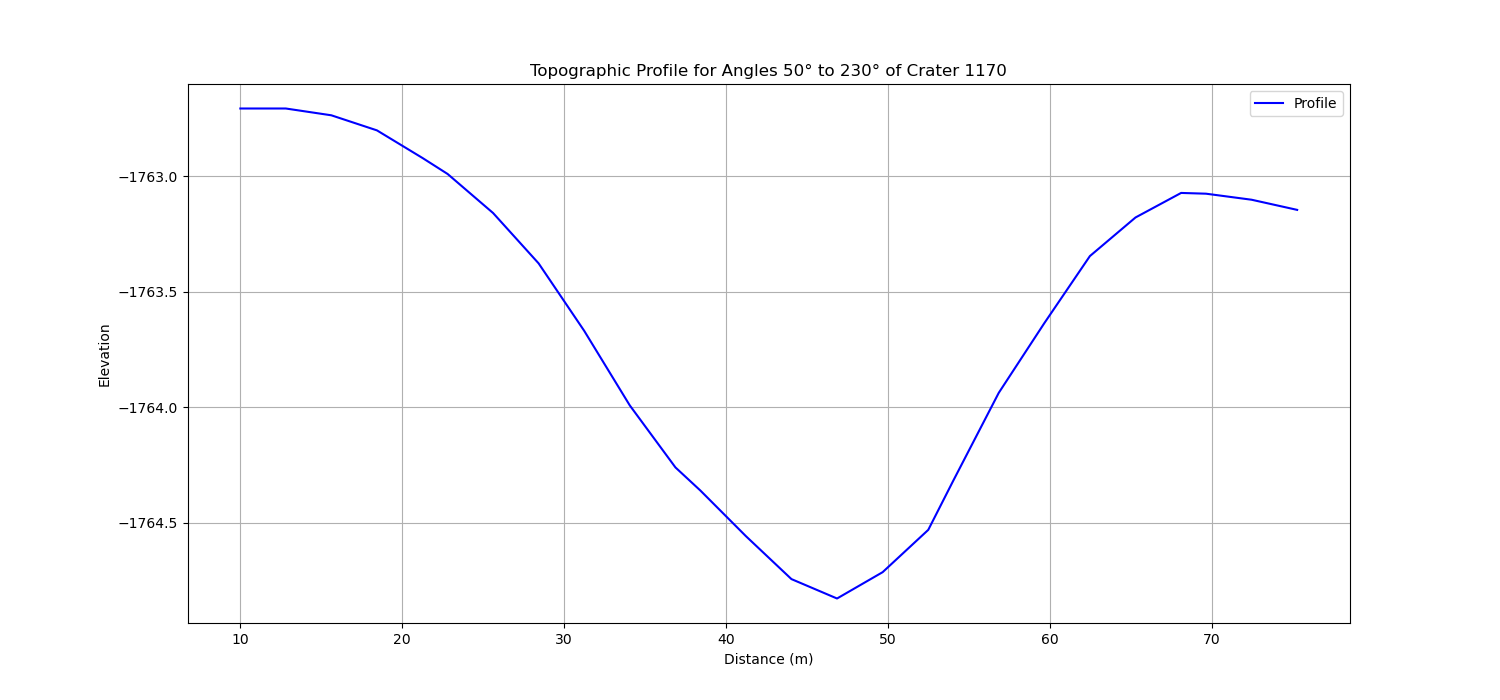 Topographic Profile for Angles 50° to 230° of Crater 1170
Profile
−1763.0
−1763.5
−1764.0
−1764.5
Elevation
10 20 30 40 50 60 70
Distance (m)